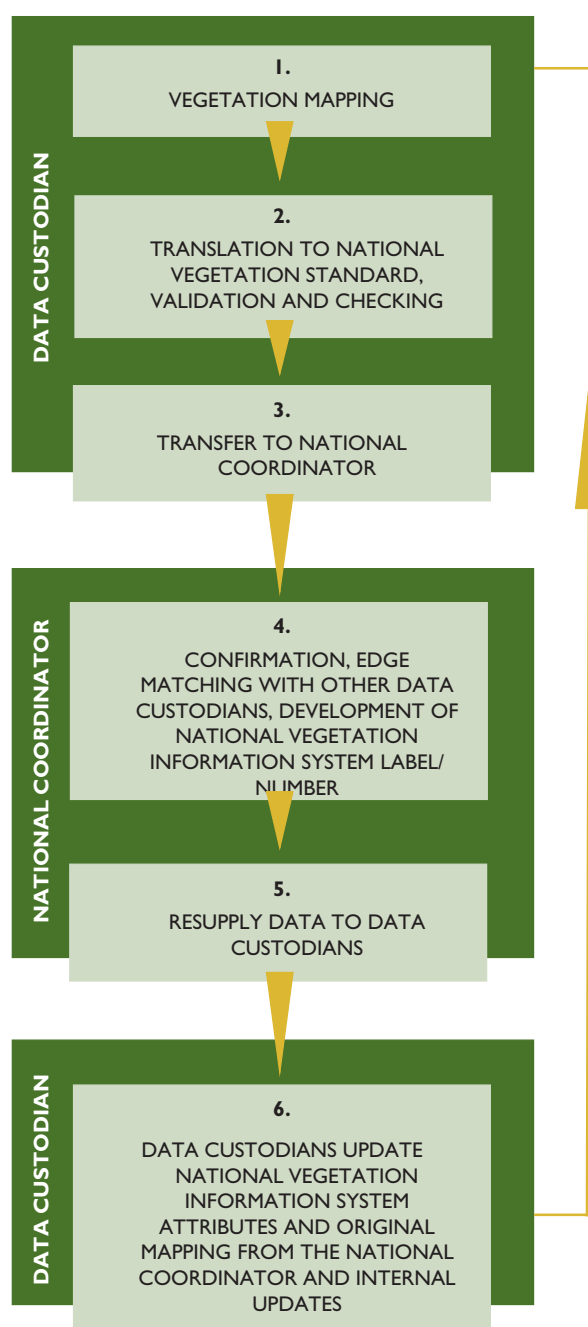 DATA CUSTODIAN
1.
VEGETATION MAPPING
2.
TRANSLATION TO NATIONAL
VEGETATION STANDARD,
VALIDATION AND CHECKING
3.
TRANSFER TO NATIONAL
COORDINATOR
NATIONAL COORDINATOR
4.
CONFIRMATION, EDGE
MATCHING WITH OTHER DATA
CUSTODIANS, DEVELOPMENT OF
NATIONAL VEGETATION
INFORMATION SYSTEM LABEL/
NUMBER
5.
RESUPPLY DATA TO DATA
CUSTODIANS
DATA CUSTODIAN
6.
DATA CUSTODIANS UPDATE
NATIONAL VEGETATION
INFORMATION SYSTEM
ATTRIBUTES AND ORIGINAL
MAPPING FROM THE NATIONAL
COORDINATOR AND INTERNAL
UPDATES